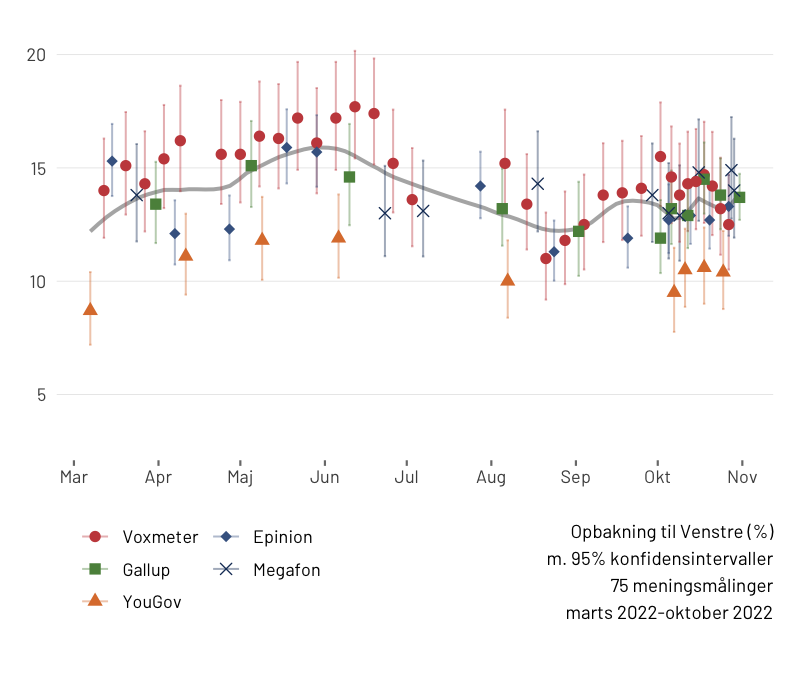 20
15
10
5
Mar Apr Maj Jun Jul Aug Sep Okt Nov
Voxmeter Epinion
Gallup Megafon
YouGov
Opbakning til Venstre (%)
m. 95% konfidensintervaller
75 meningsmålinger
marts 2022-oktober 2022